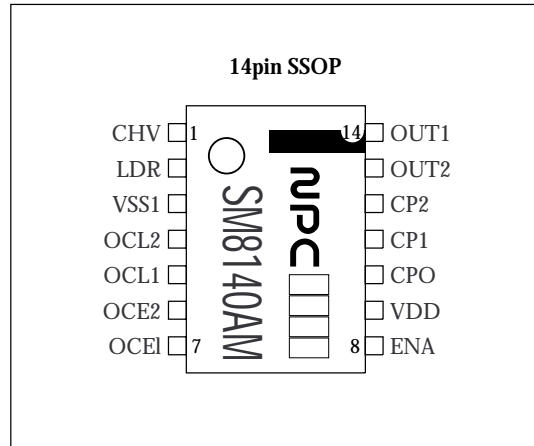 14pin SSOP
CHV 1 14 OUT1
LDR OUT2
VSS1 CP2
OCL2 CP1
OCL1 CPO
OCE2 VDD
OCEl 7 8 ENA
NPC
SM8140AM